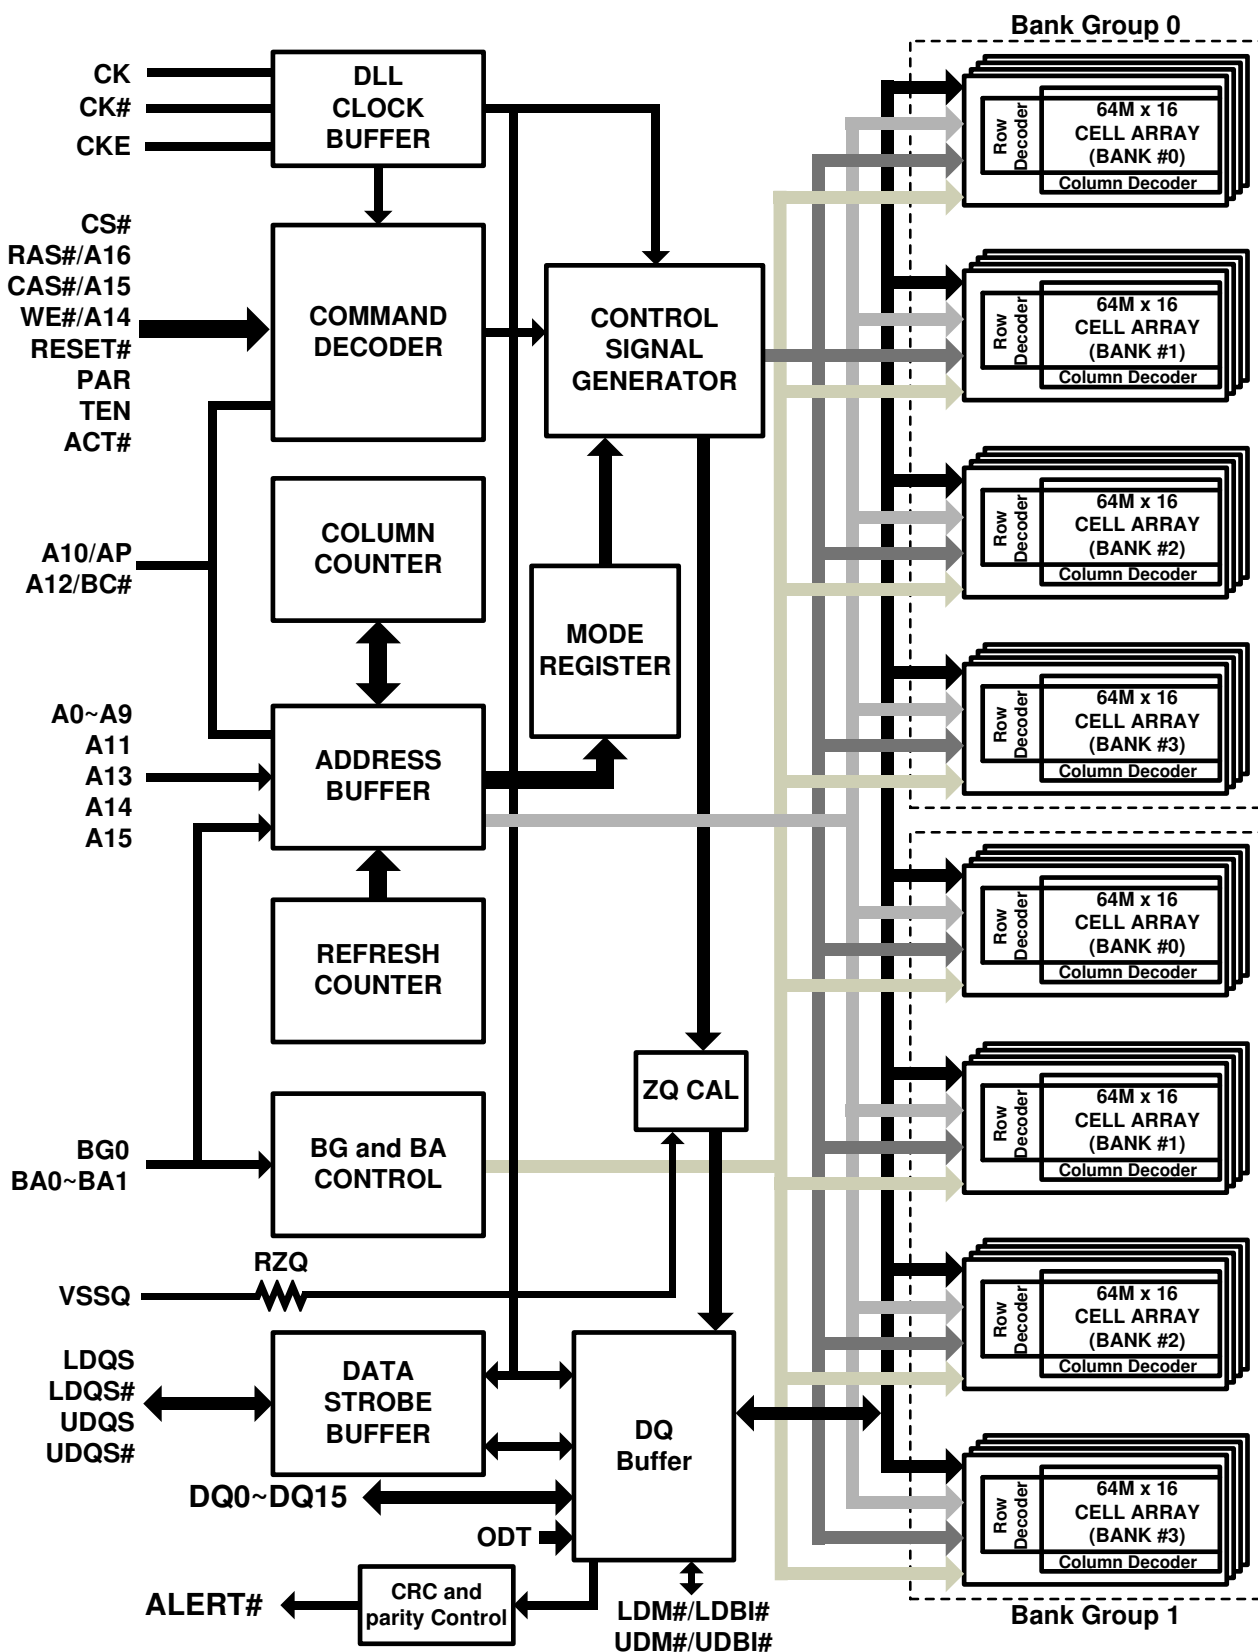 Bank Group 0
CK
CK#
CKE
DLL
CLOCK
BUFFER
CS#
RAS#/A16
CAS#/A15
WE#/A14
RESET#
PAR
TEN
ACT#
COMMAND
DECODER
CONTROL
SIGNAL
GENERATOR
A10/AP
A12/BC#
COLUMN
COUNTER
MODE
REGISTER
A0~A9
A11
A13
A14
A15
ADDRESS
BUFFER
REFRESH
COUNTER
ZQ CAL
BG0
BA0~BA1
BG and BA
CONTROL
RZQ
VSSQ
LDQS
LDQS#
UDQS
UDQS#
DATA
STROBE
BUFFER
DQ
Buffer
DQ0~DQ15
ODT
ALERT#
CRC and
parity Control
LDM#/LDBI#
UDM#/UDBI#
Row
Decoder
64M x 16
CELL ARRAY
(BANK #0)
Column Decoder
Row
Decoder
64M x 16
CELL ARRAY
(BANK #1)
Column Decoder
Row
Decoder
64M x 16
CELL ARRAY
(BANK #2)
Column Decoder
Row
Decoder
64M x 16
CELL ARRAY
(BANK #3)
Column Decoder
Row
Decoder
64M x 16
CELL ARRAY
(BANK #0)
Column Decoder
Row
Decoder
64M x 16
CELL ARRAY
(BANK #1)
Column Decoder
Row
Decoder
64M x 16
CELL ARRAY
(BANK #2)
Column Decoder
Row
Decoder
64M x 16
CELL ARRAY
(BANK #3)
Column Decoder
Bank Group 1